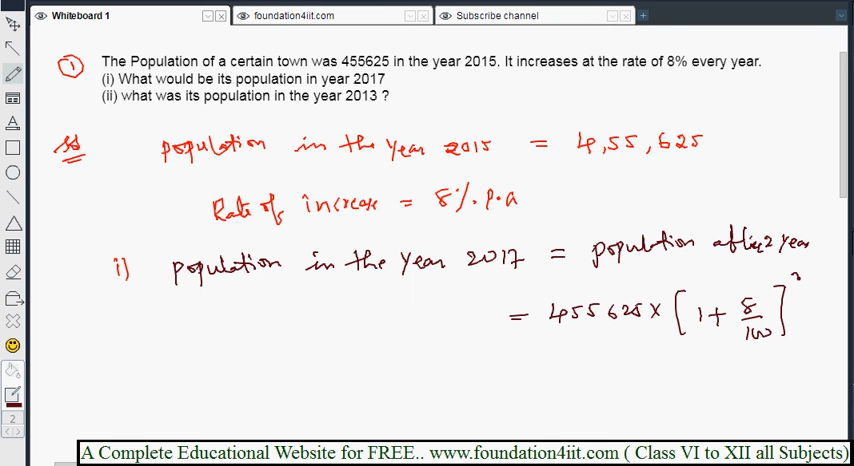 Whiteboard 1 foundation4iit.com Subscribe channel +
① The Population of a certain town was 455625 in the year 2015. It increases at the rate of 8% every year.
(i) What would be its population in year 2017
(ii) what was its population in the year 2013 ?
population in the year 2015 = 4,55,625
Rate of increase = 8% P.a
i) population in the year 2017 = population after 2 year
= 455625 × [1 + 8/100]
2
A Complete Educational Website for FREE.. www.foundation4iit.com ( Class VI to XII all Subjects)